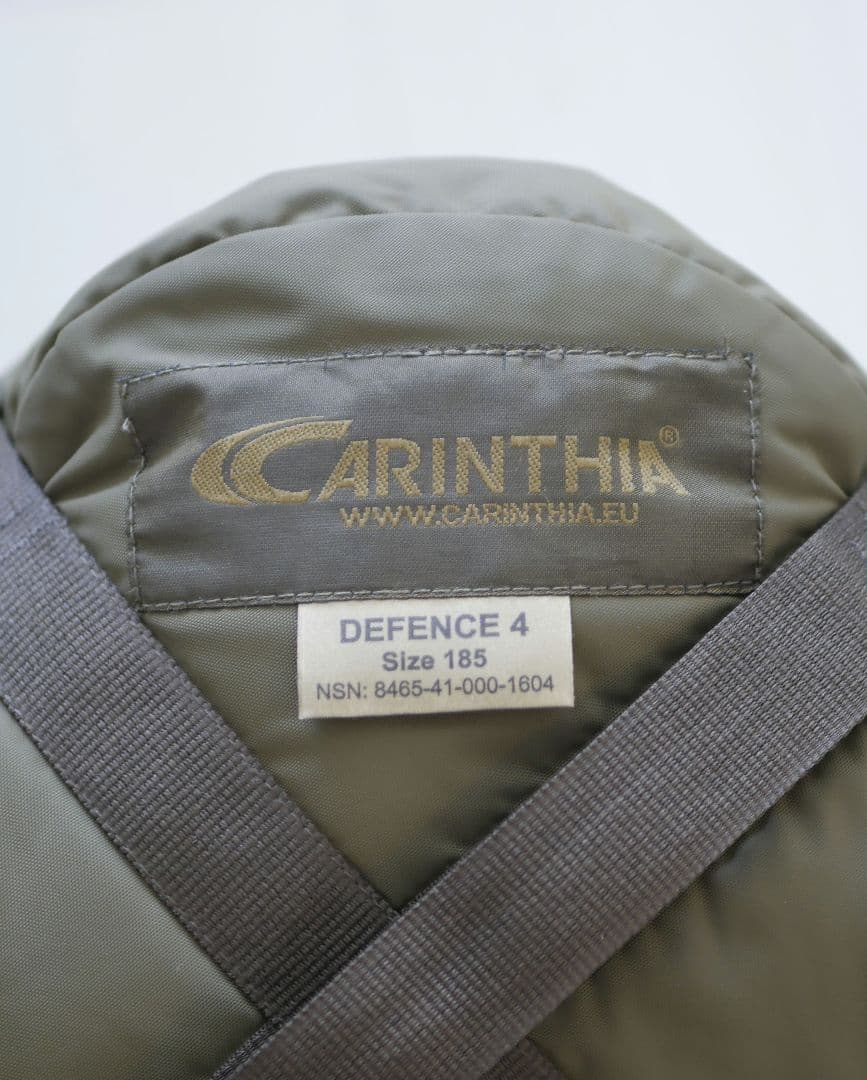 CARINTHIA®
WWW.CARINTHIA.EU
DEFENCE 4
Size 185
NSN: 8465-41-000-1604